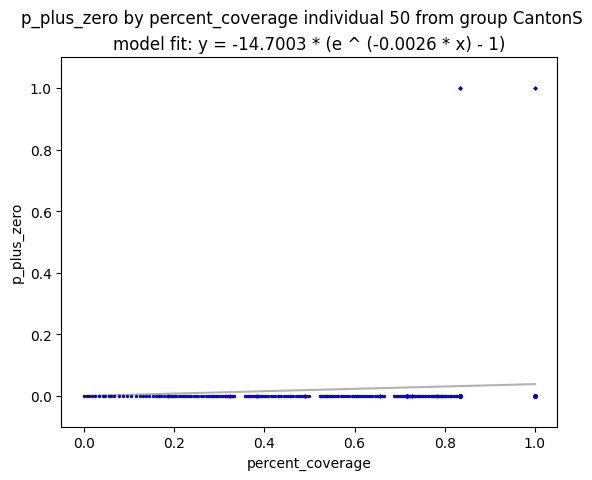 p_plus_zero by percent_coverage individual 50 from group CantonS
model fit: y = -14.7003 * (e ^ (-0.0026 * x) - 1)
1.0
0.8
0.6
0.4
0.2
0.0
p_plus_zero
0.0 0.2 0.4 0.6 0.8 1.0
percent_coverage